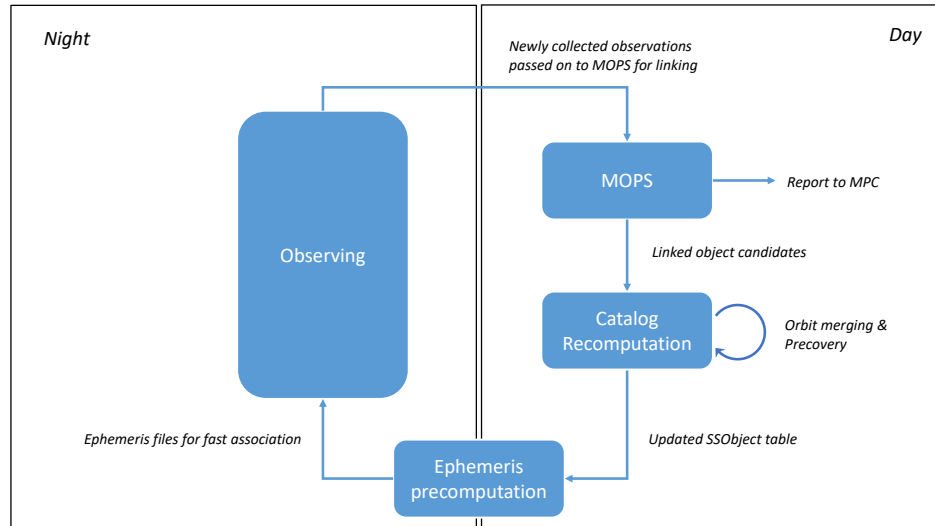 Night
Day
Newly collected observations
passed on to MOPS for linking
Observing
MOPS
Report to MPC
Linked object candidates
Catalog
Recomputation
Orbit merging &
Precovery
Updated SSObject table
Ephemeris
precomputation
Ephemeris files for fast association